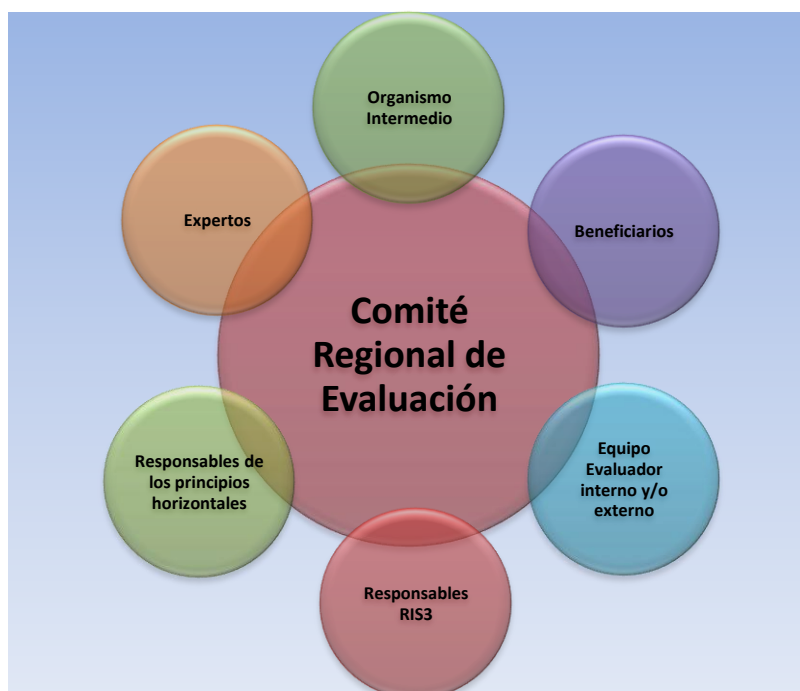 Organismo
Intermedio
Expertos
Beneficiarios
Comité
Regional de
Evaluación
Responsables de
los principios
horizontales
Equipo
Evaluador
interno y/o
externo
Responsables
RIS3